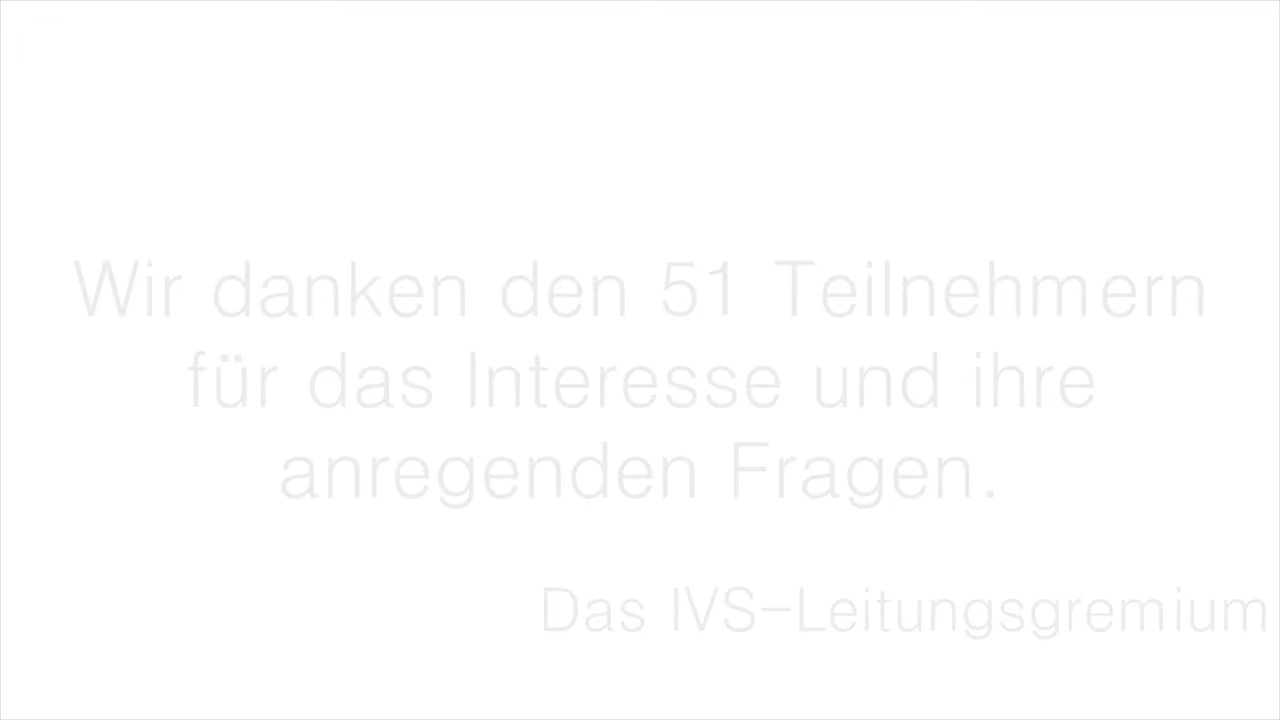 Wir danken den 51 Teilnehmern
für das Interesse und ihre
anregenden Fragen.
Das IVS-Leitungsgremium